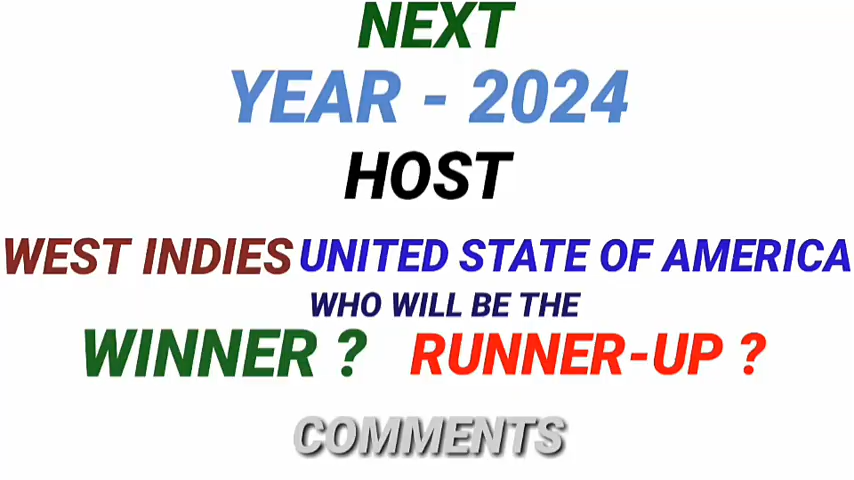 NEXT
YEAR - 2024
HOST
WEST INDIES UNITED STATE OF AMERICA
WHO WILL BE THE
WINNER ? RUNNER-UP ?
COMMENTS